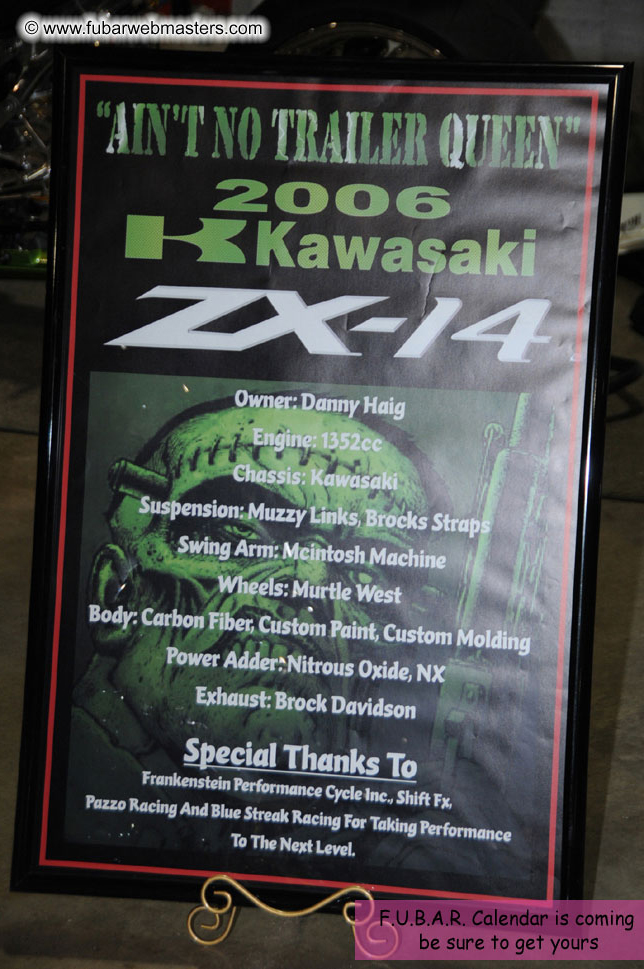 © www.fubarwebmasters.com
"AIN'T NO TRAILER QUEEN"
2006
K Kawasaki
ZX-14
Owner: Danny Haig
Engine: 1352cc
Chassis: Kawasaki
Suspension: Muzzy Links, Brocks Straps
Swing Arm: Mcintosh Machine
Wheels: Murtle West
Body: Carbon Fiber, Custom Paint, Custom Molding
Power Adder: Nitrous Oxide, NX
Exhaust: Brock Davidson
Special Thanks To
Frankenstein Performance Cycle Inc., Shift Fx,
Pazzo Racing And Blue Streak Racing For Taking Performance
To The Next Level.
F.U.B.A.R. Calendar is coming
be sure to get yours